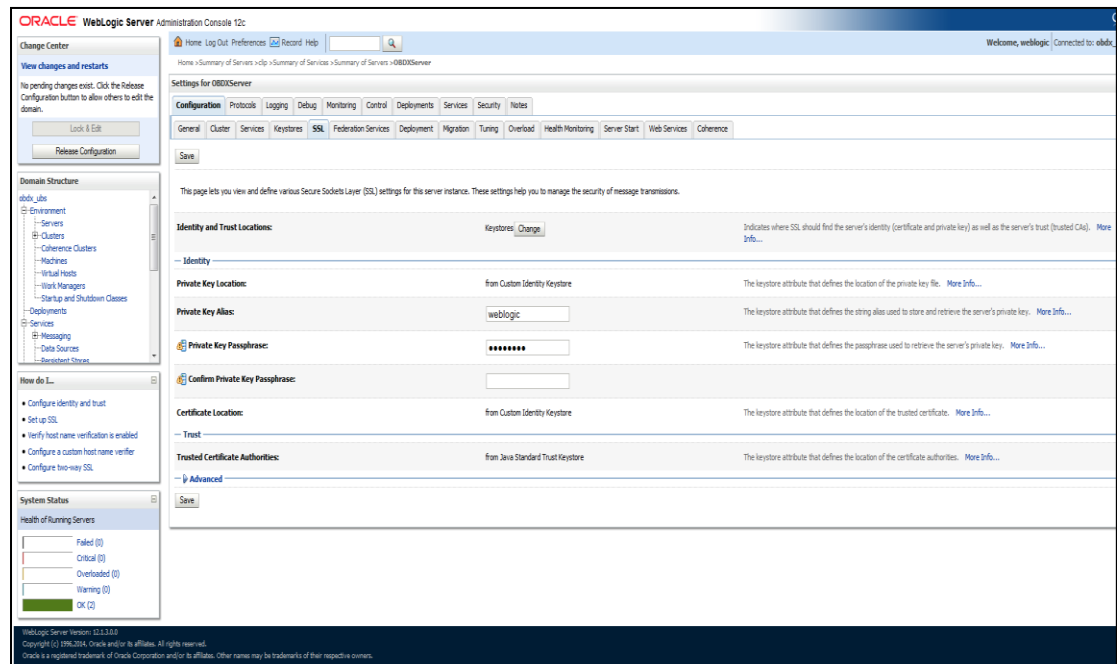 ORACLE WebLogic Server Administration Console 12c
Change Center
View changes and restarts
No pending changes exist. Click the Release
Configuration button to allow others to edit the
domain.
Lock & Edit
Release Configuration
Domain Structure
obdx_ubs
Environment
Servers
Clusters
Coherence Clusters
Machines
Virtual Hosts
Work Managers
Startup and Shutdown Classes
Deployments
Services
Messaging
Data Sources
Persistent Stores
How do I...
Configure identity and trust
Set up SSL
Verify host name verification is enabled
Configure a custom host name verifier
Configure two-way SSL
System Status
Health of Running Servers
Failed (0)
Critical (0)
Overloaded (0)
Warning (0)
OK (2)
Home Log Out Preferences Record Help
Welcome, weblogic Connected to: obdx_
Home >Summary of Servers >clip >Summary of Services >Summary of Servers >OBDXServer
Settings for OBDXServer
Configuration Protocols Logging Debug Monitoring Control Deployments Services Security Notes
General Cluster Services Keystores SSL Federation Services Deployment Migration Tuning Overload Health Monitoring Server Start Web Services Coherence
Save
This page lets you view and define various Secure Sockets Layer (SSL) settings for this server instance. These settings help you to manage the security of message transmissions.
Identity and Trust Locations: Keystores Change Indicates where SSL should find the server's identity (certificate and private key) as well as the server's trust (trusted CAs). More
Info...
Identity
Private Key Location: from Custom Identity Keystore The keystore attribute that defines the location of the private key file. More Info...
Private Key Alias: weblogic The keystore attribute that defines the string alias used to store and retrieve the server's private key. More Info...
Private Key Passphrase: •••••••• The keystore attribute that defines the passphrase used to retrieve the server's private key. More Info...
Confirm Private Key Passphrase:
Certificate Location: from Custom Identity Keystore The keystore attribute that defines the location of the trusted certificate. More Info...
Trust
Trusted Certificate Authorities: from Java Standard Trust Keystore The keystore attribute that defines the location of the certificate authorities. More Info...
Advanced
Save
WebLogic Server Version: 12.1.3.0.0
Copyright (c) 1996,2014, Oracle and/or its affiliates. All rights reserved.
Oracle is a registered trademark of Oracle Corporation and/or its affiliates. Other names may be trademarks of their respective owners.